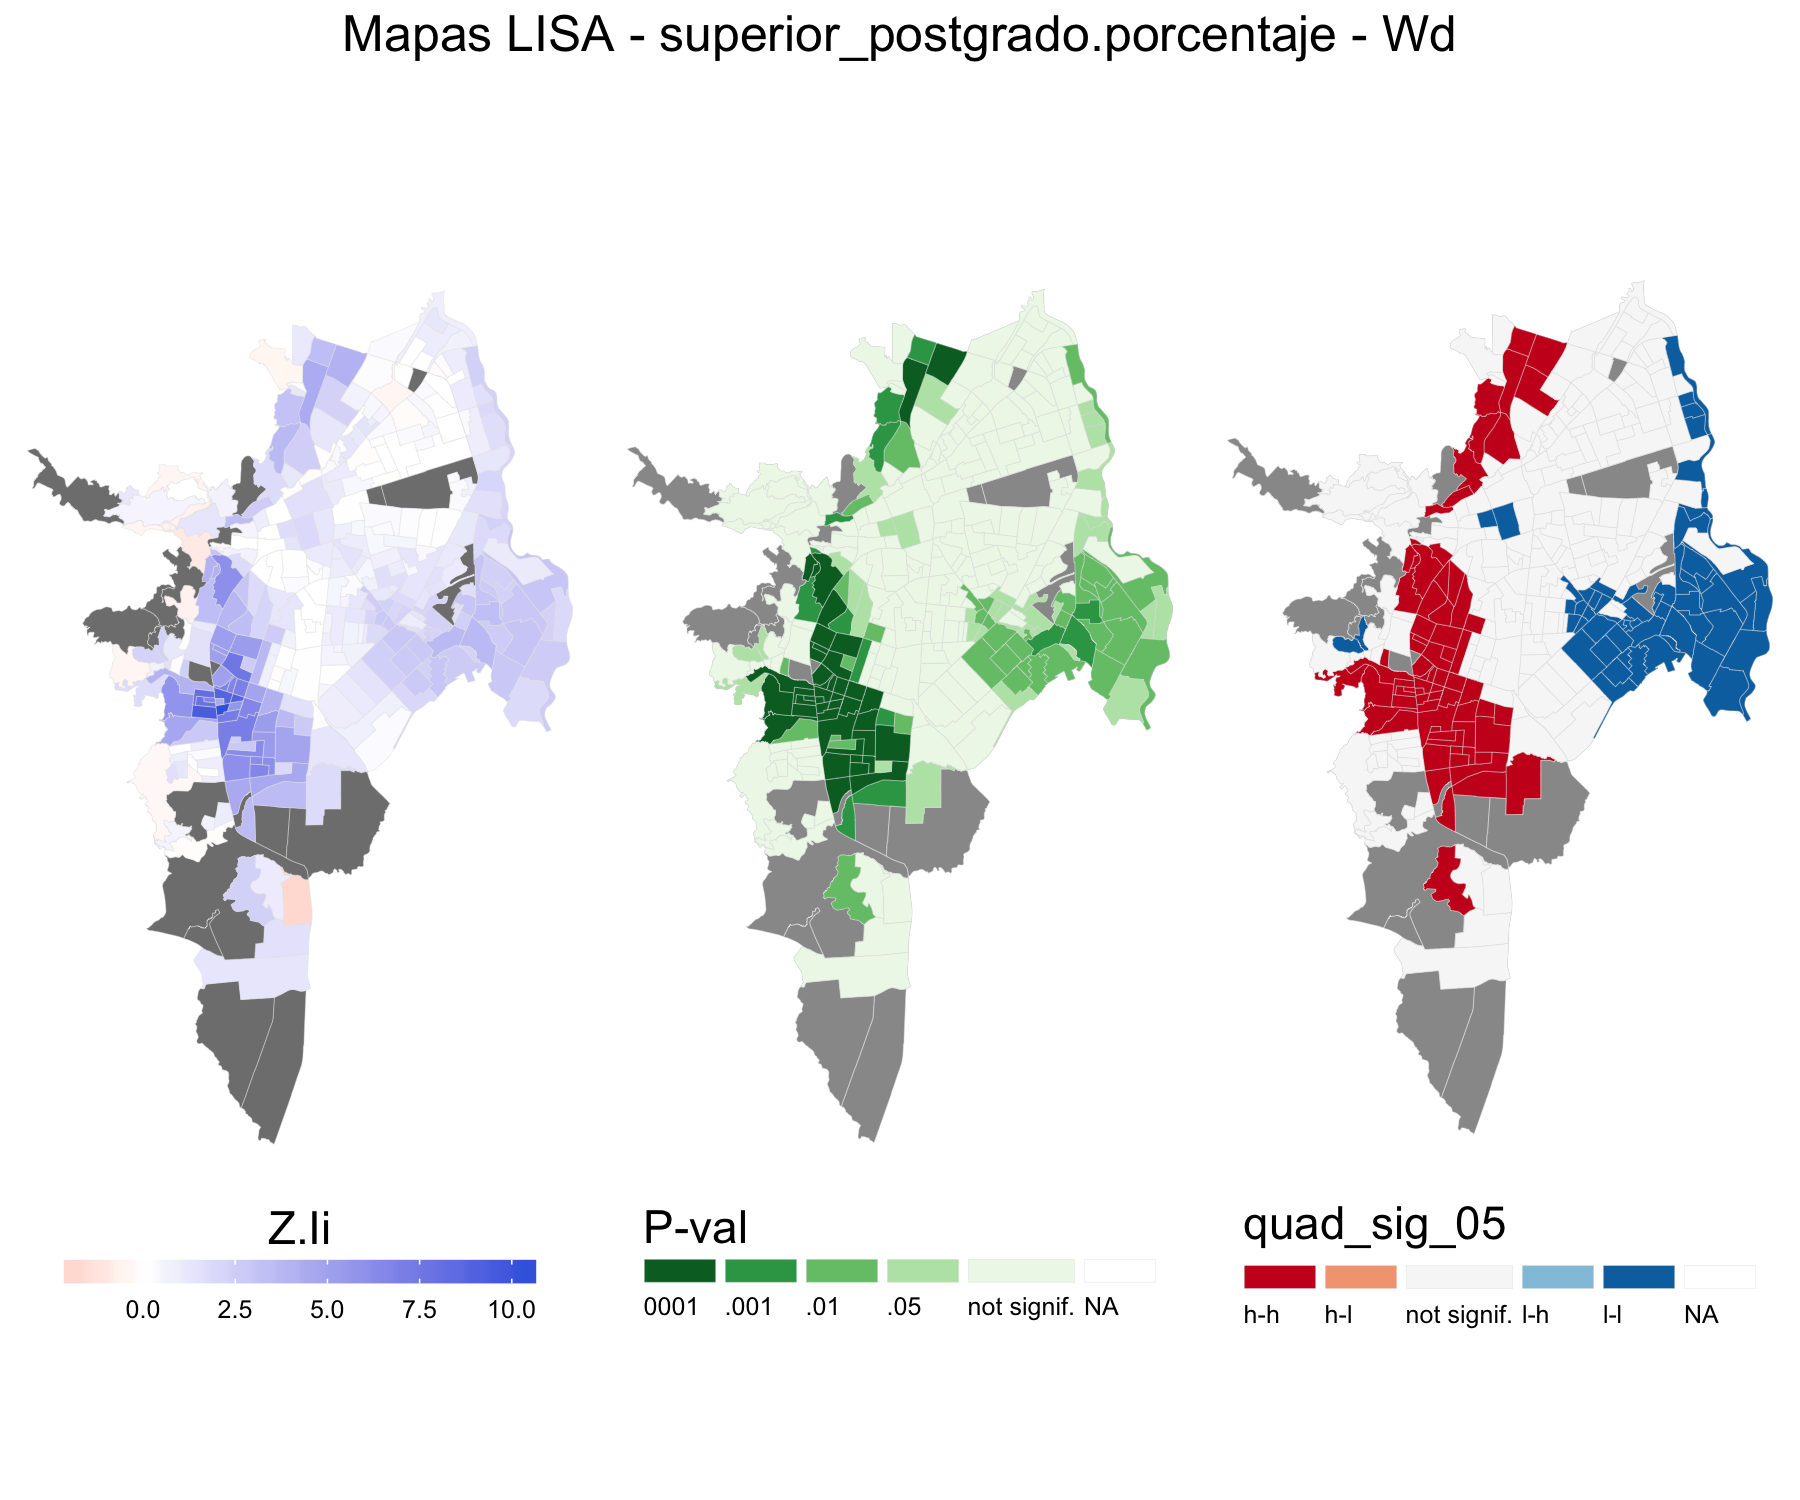 Mapas LISA - superior_postgrado.porcentaje - Wd
Z.Ii
0.0 2.5 5.0 7.5 10.0
P-val
0001 .001 .01 .05 not signif. NA
quad_sig_05
h-h h-l not signif. l-h l-l NA